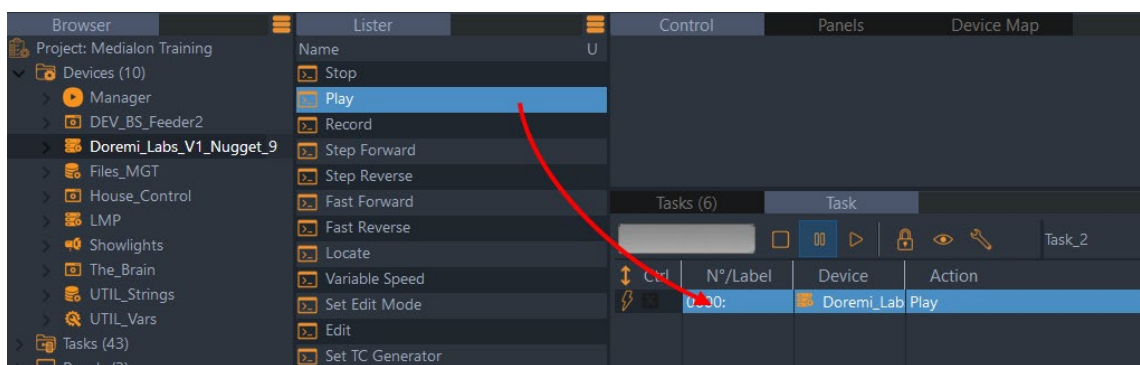 Browser
Project: Medialon Training
Devices (10)
Manager
DEV_BS_Feeder2
Doremi_Labs_V1_Nugget_9
Files_MGT
House_Control
LMP
Showlights
The_Brain
UTIL_Strings
UTIL_Vars
Tasks (43)
Lister
Name U
Stop
Play
Record
Step Forward
Step Reverse
Fast Forward
Fast Reverse
Locate
Variable Speed
Set Edit Mode
Edit
Set TC Generator
Control Panels Device Map
Tasks (6) Task
Task_2
Ctrl N°/Label Device Action
0000: Doremi_Lab Play